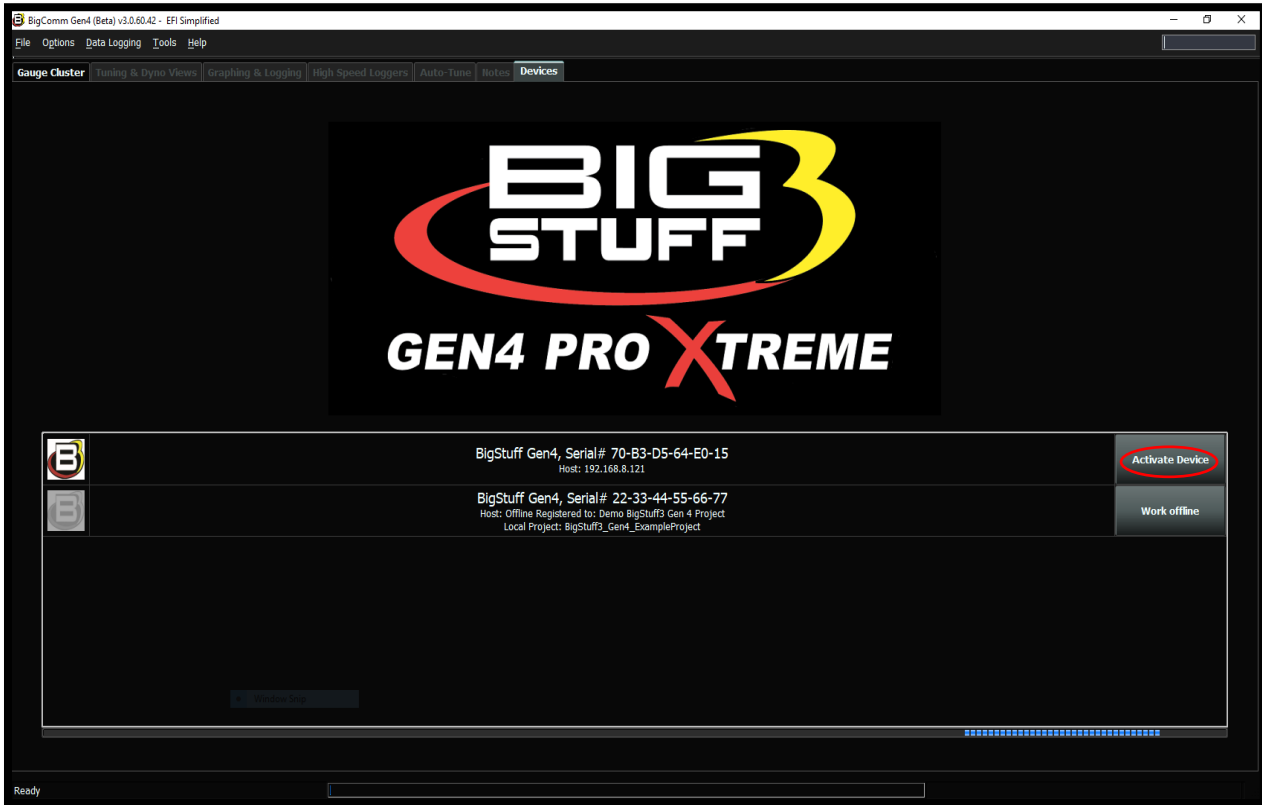 BigComm Gen4 (Beta) v3.0.60.42 - EFI Simplified
File Options Data Logging Tools Help
Gauge Cluster Tuning & Dyno Views Graphing & Logging High Speed Loggers Auto-Tune Notes Devices
BIG 3
STUFF
GEN4 PRO XTREME
BigStuff Gen4, Serial# 70-B3-D5-64-E0-15
Host: 192.168.8.121
Activate Device
BigStuff Gen4, Serial# 22-33-44-55-66-77
Host: Offline Registered to: Demo BigStuff3 Gen 4 Project
Local Project: BigStuff3_Gen4_ExampleProject
Work offline
Window Snip
Ready